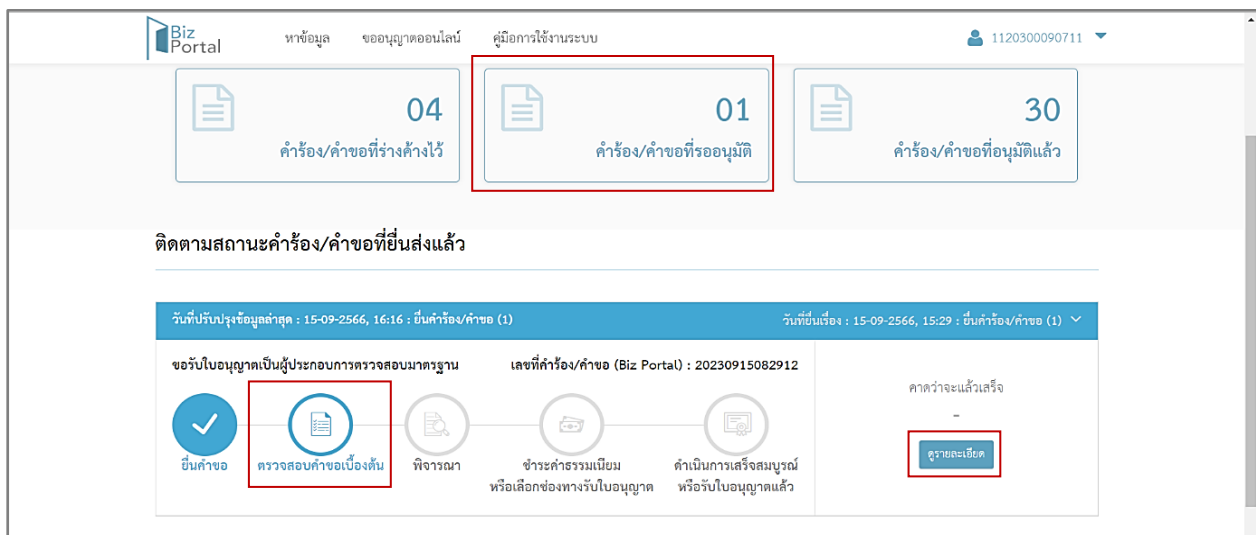 Biz
Portal
หาข้อมูล ขออนุญาตออนไลน์ คู่มือการใช้งานระบบ 1120300090711
04 01 30
คำร้อง/คำขอที่ร่างค้างไว้ คำร้อง/คำขอที่รออนุมัติ คำร้อง/คำขอที่อนุมัติแล้ว
ติดตามสถานะคำร้อง/คำขอที่ยื่นส่งแล้ว
วันที่ปรับปรุงข้อมูลล่าสุด : 15-09-2566, 16:16 : ยื่นคำร้อง/คำขอ (1) วันที่ยื่นเรื่อง : 15-09-2566, 15:29 : ยื่นคำร้อง/คำขอ (1)
ขอรับใบอนุญาตเป็นผู้ประกอบการตรวจสอบมาตรฐาน เลขที่คำร้อง/คำขอ (Biz Portal) : 20230915082912
คาดว่าจะแล้วเสร็จ
-
ดูรายละเอียด
ยื่นคำขอ ตรวจสอบคำขอเบื้องต้น พิจารณา ชำระค่าธรรมเนียม ดำเนินการเสร็จสมบูรณ์
หรือเลือกช่องทางรับใบอนุญาต หรือรับใบอนุญาตแล้ว